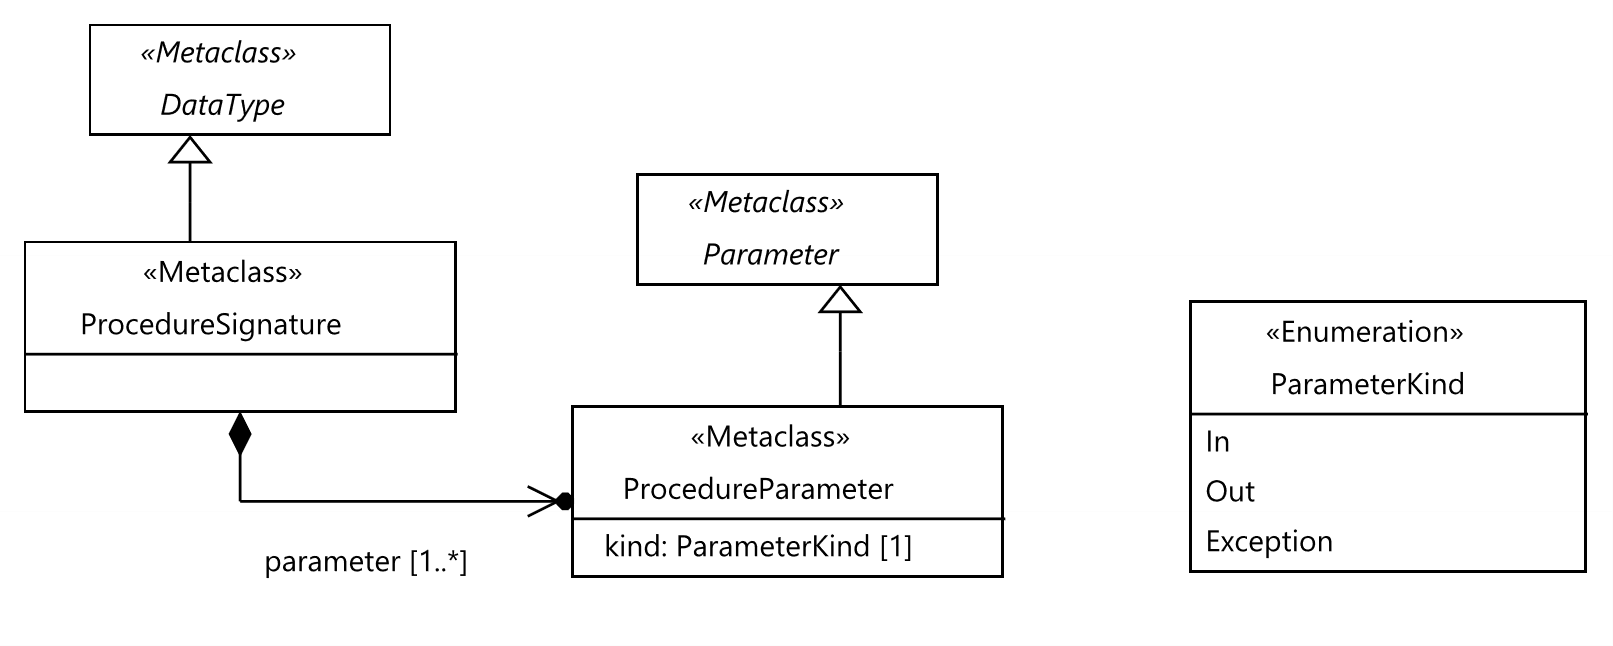 «Metaclass»
DataType
«Metaclass»
ProcedureSignature
parameter [1..*]
«Metaclass»
Parameter
«Metaclass»
ProcedureParameter
kind: ParameterKind [1]
«Enumeration»
ParameterKind
In
Out
Exception